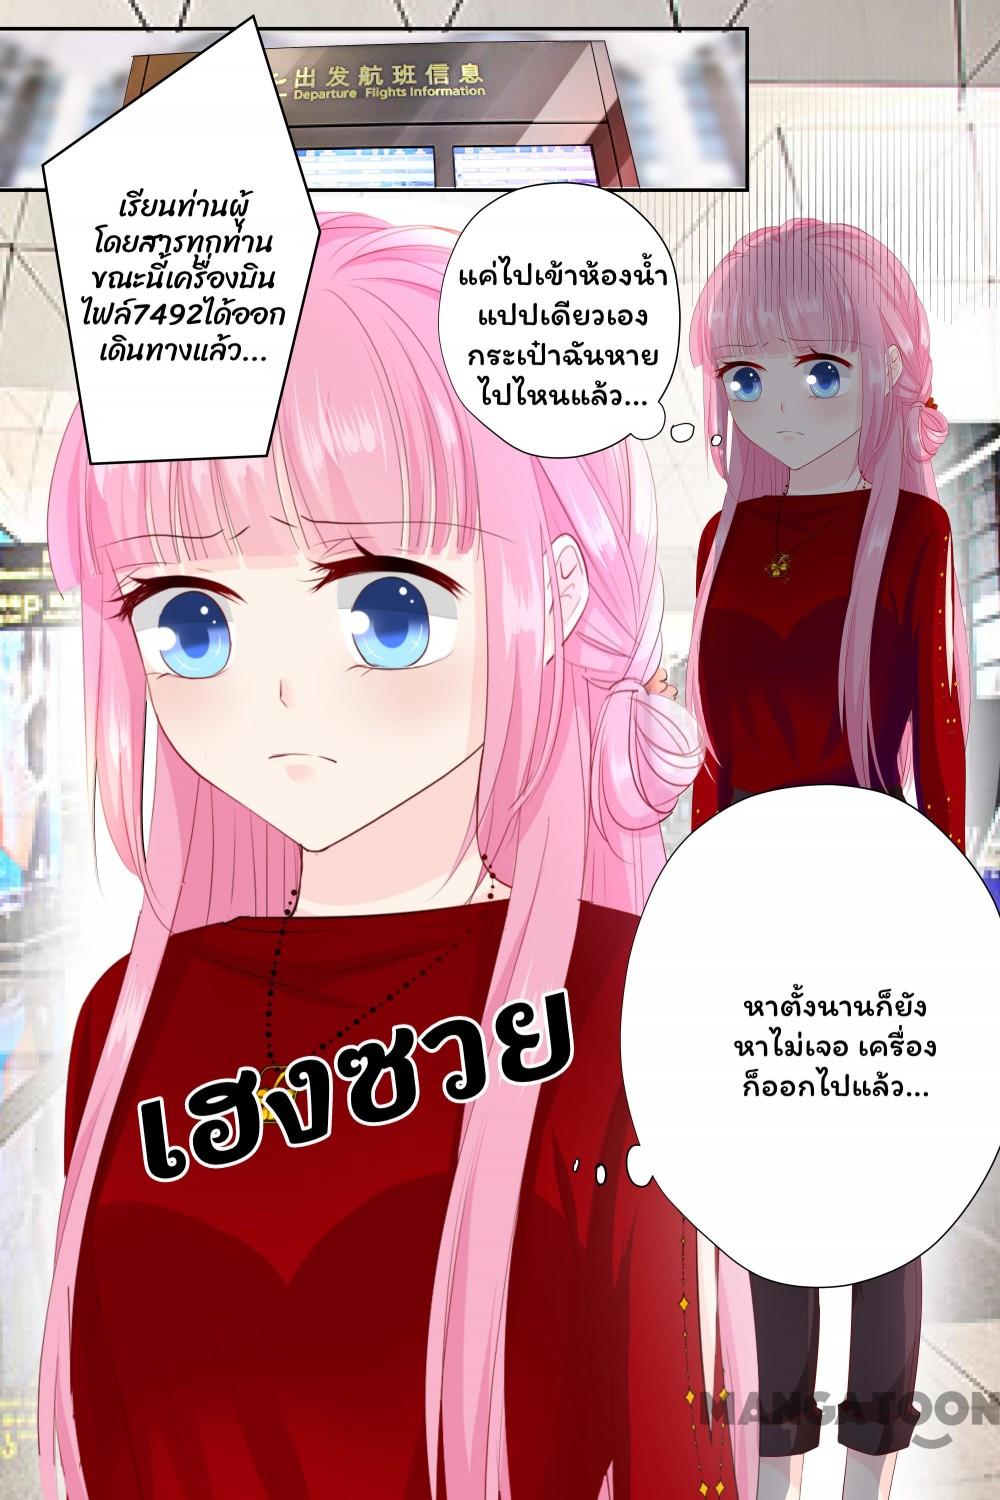 出发航班信息
Departure Flights Information
เรียนท่านผู้
โดยสารทุกท่าน
ขณะนี้เครื่องบิน
ไฟล์7492ได้ออก
เดินทางแล้ว...
แค่ไปเข้าห้องน้ำ
แปปเดียวเอง
กระเป๋าฉันหาย
ไปไหนแล้ว...
หาตั้งนานก็ยัง
หาไม่เจอ เครื่อง
ก็ออกไปแล้ว...
เฮงซวย
MANGATOON